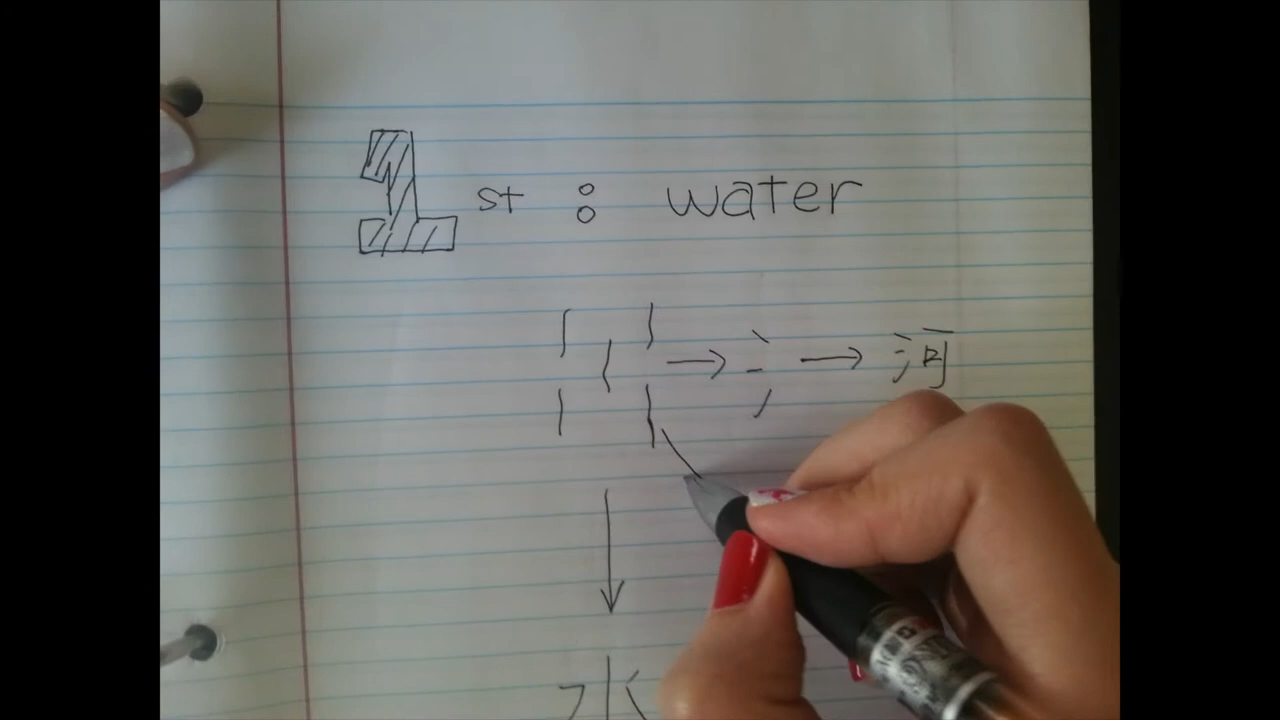 1st : water
→ 氵 → 河
↓
水